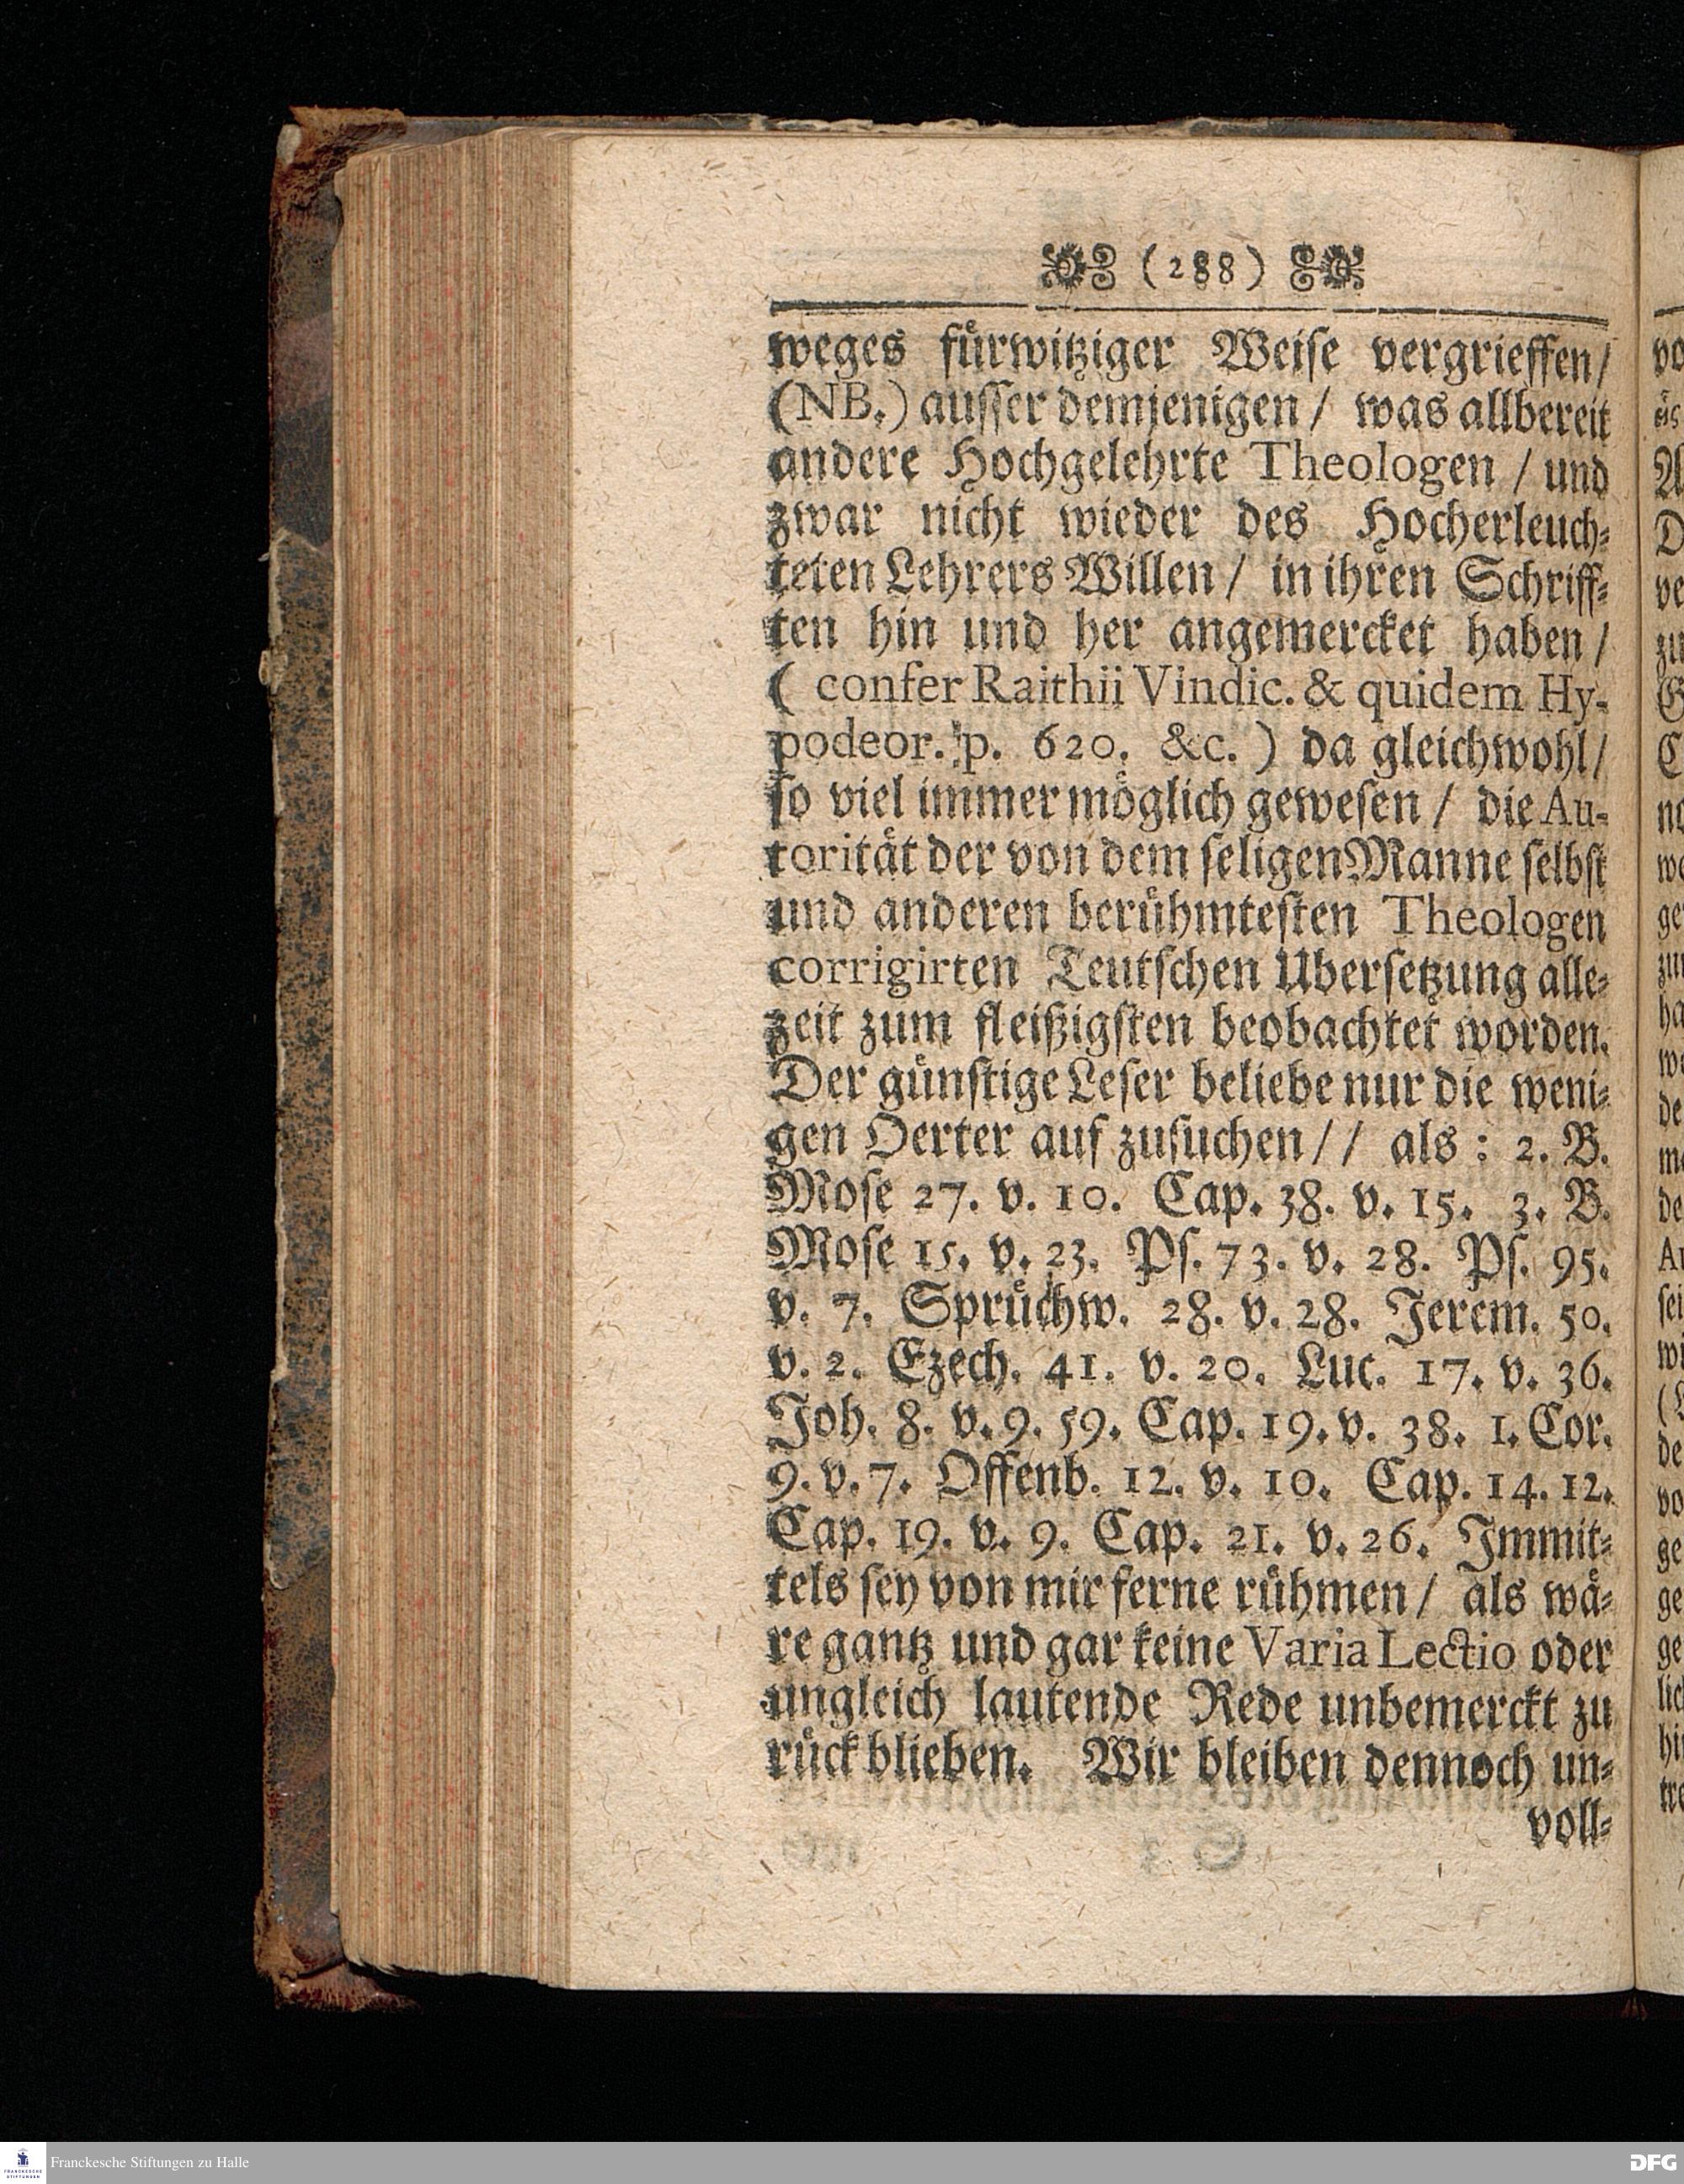 (288)
weges fürwitziger Weiſe vergrieffen/
(NB.) auſſer demjenigen / was allbereit
andere Hochgelehrte Theologen / und
zwar nicht wieder des Hocherleuch⸗
teten Lehrers Willen / in ihren Schriff⸗
ten hin und her angemercket haben /
( confer Raithii Vindic. & quidem Hy-
podeor. p. 620. &c. ) da gleichwohl/
ſo viel immer möglich geweſen / die Au-
torität der von dem ſeligen Manne ſelbſt
und anderen berühmteſten Theologen
corrigirten Teutſchen Uberſetzung alle⸗
zeit zum fleißigſten beobachtet worden.
Der günſtige Leſer beliebe nur die weni⸗
gen Oerter auf zuſuchen// als : 2. B.
Moſe 27. v. 10. Cap. 38. v. 15. 3. B.
Moſe 15. v. 23. Pſ. 73. v. 28. Pſ. 95.
v. 7. Sprüchw. 28. v. 28. Jerem. 50.
v. 2. Ezech. 41. v. 20. Luc. 17. v. 36.
Joh. 8. v. 9. 59. Cap. 19. v. 38. 1. Cor.
9. v. 7. Offenb. 12. v. 10. Cap. 14. 12.
Cap. 19. v. 9. Cap. 21. v. 26. Immit⸗
tels ſey von mir ferne rühmen / als wä⸗
re gantz und gar keine Varia Lectio oder
ungleich lautende Rede unbemerckt zu
rück blieben. Wir bleiben dennoch un⸗
voll⸗
FRANCKESCHE STIFTUNGEN
Franckesche Stiftungen zu Halle
DFG